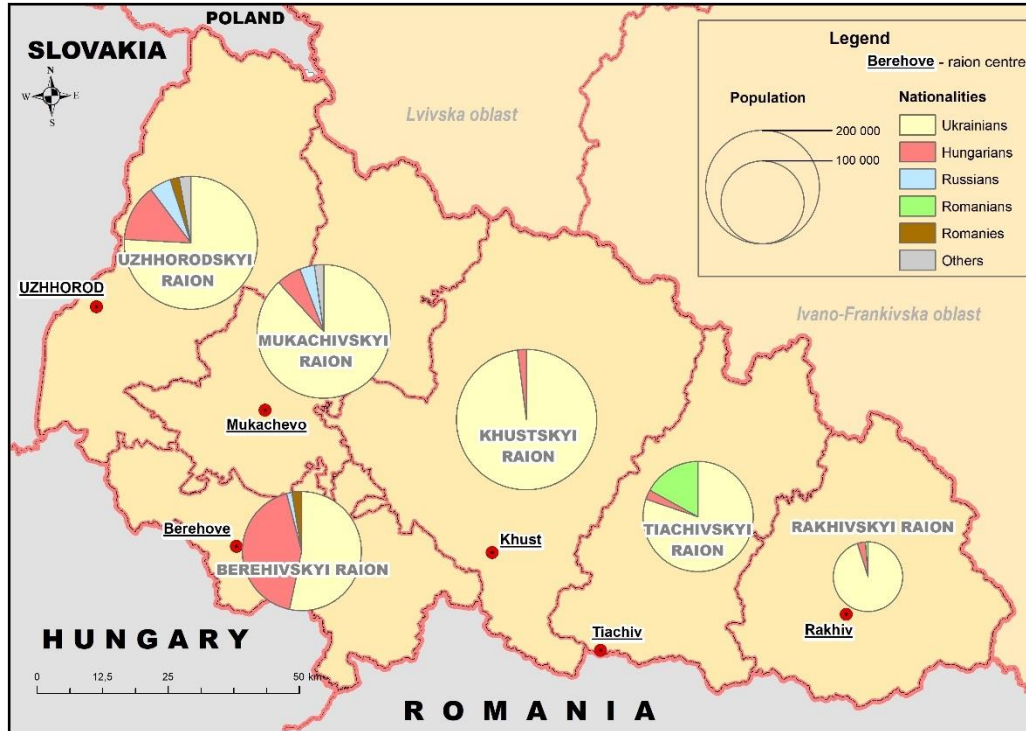 POLAND
SLOVAKIA
N
W E
S
Lvivska oblast
Legend
Berehove - raion centre
Population
200 000
100 000
Nationalities
Ukrainians
Hungarians
Russians
Romanians
Romanies
Others
UZHHORODSKYI
RAION
UZHHOROD
MUKACHIVSKYI
RAION
Ivano-Frankivska oblast
Mukachevo
KHUSTSKYI
RAION
Berehove
BEREHIVSKYI RAION
Khust
TIACHIVSKYI
RAION
RAKHIVSKYI RAION
Rakhiv
Tiachiv
HUNGARY
0 12,5 25 50 km
ROMANIA